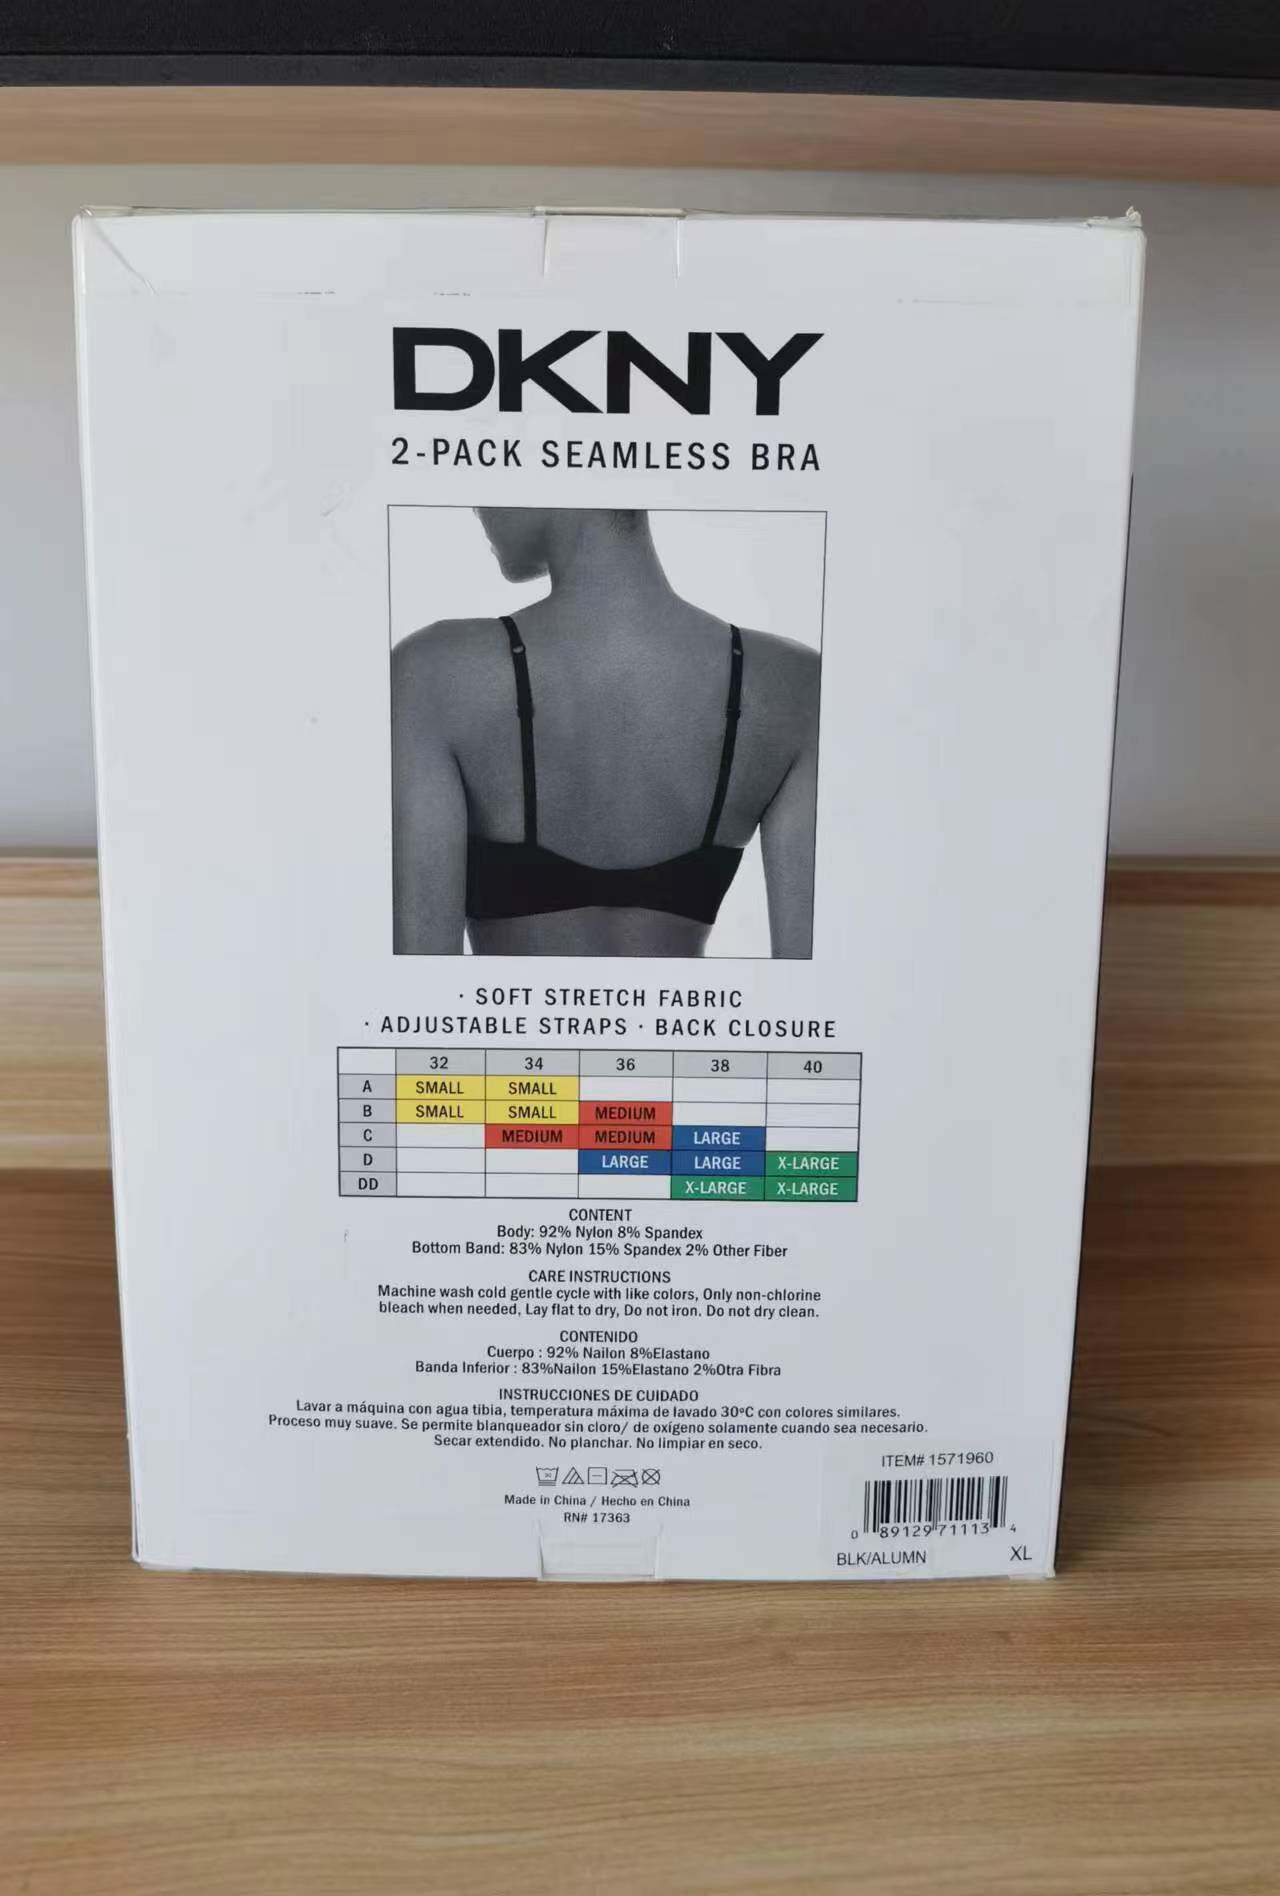 DKNY
2-PACK SEAMLESS BRA
· SOFT STRETCH FABRIC
· ADJUSTABLE STRAPS · BACK CLOSURE
32 34 36 38 40
A SMALL SMALL
B SMALL SMALL MEDIUM
C MEDIUM MEDIUM LARGE
D LARGE LARGE X-LARGE
DD X-LARGE X-LARGE
CONTENT
Body: 92% Nylon 8% Spandex
Bottom Band: 83% Nylon 15% Spandex 2% Other Fiber
CARE INSTRUCTIONS
Machine wash cold gentle cycle with like colors, Only non-chlorine
bleach when needed, Lay flat to dry, Do not iron. Do not dry clean.
CONTENIDO
Cuerpo : 92% Nailon 8%Elastano
Banda Inferior : 83%Nailon 15%Elastano 2%Otra Fibra
INSTRUCCIONES DE CUIDADO
Lavar a máquina con agua tibia, temperatura máxima de lavado 30ºC con colores similares.
Proceso muy suave. Se permite blanqueador sin cloro/ de oxígeno solamente cuando sea necesario.
Secar extendido. No planchar. No limpiar en seco.
ITEM# 1571960
Made in China / Hecho en China
RN# 17363
0 89129 71113 4
BLK/ALUMN XL